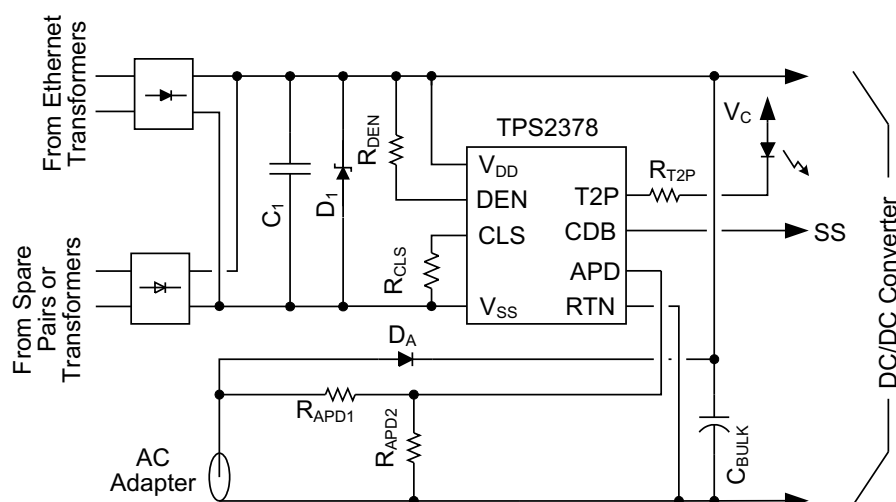 From Ethernet
Transformers
From Spare
Pairs or
Transformers
C1
D1
RDEN
RCLS
TPS2378
VDD
DEN
CLS
VSS
T2P
CDB
APD
RTN
RT2P
VC
SS
DC/DC Converter
DA
RAPD1
RAPD2
CBULK
AC
Adapter